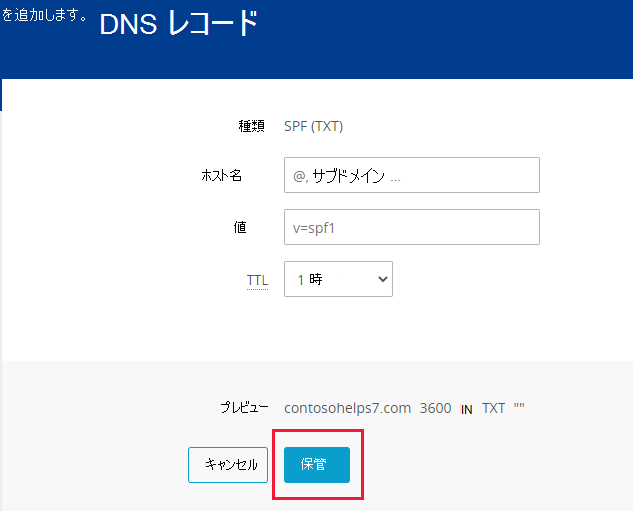 を追加します。 DNS レコード
種類 SPF (TXT)
ホスト名 @, サブドメイン ...
値 v=spf1
TTL 1 時
プレビュー contosohelps7.com 3600 IN TXT ""
キャンセル 保管